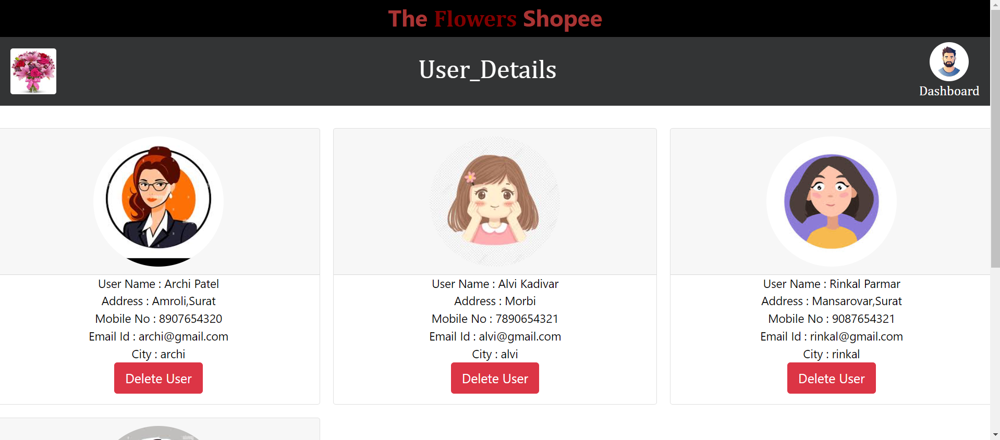 The Flowers Shopee
User_Details
Dashboard
User Name : Archi Patel
Address : Amroli,Surat
Mobile No : 8907654320
Email Id : archi@gmail.com
City : archi
Delete User
User Name : Alvi Kadivar
Address : Morbi
Mobile No : 7890654321
Email Id : alvi@gmail.com
City : alvi
Delete User
User Name : Rinkal Parmar
Address : Mansarovar,Surat
Mobile No : 9087654321
Email Id : rinkal@gmail.com
City : rinkal
Delete User